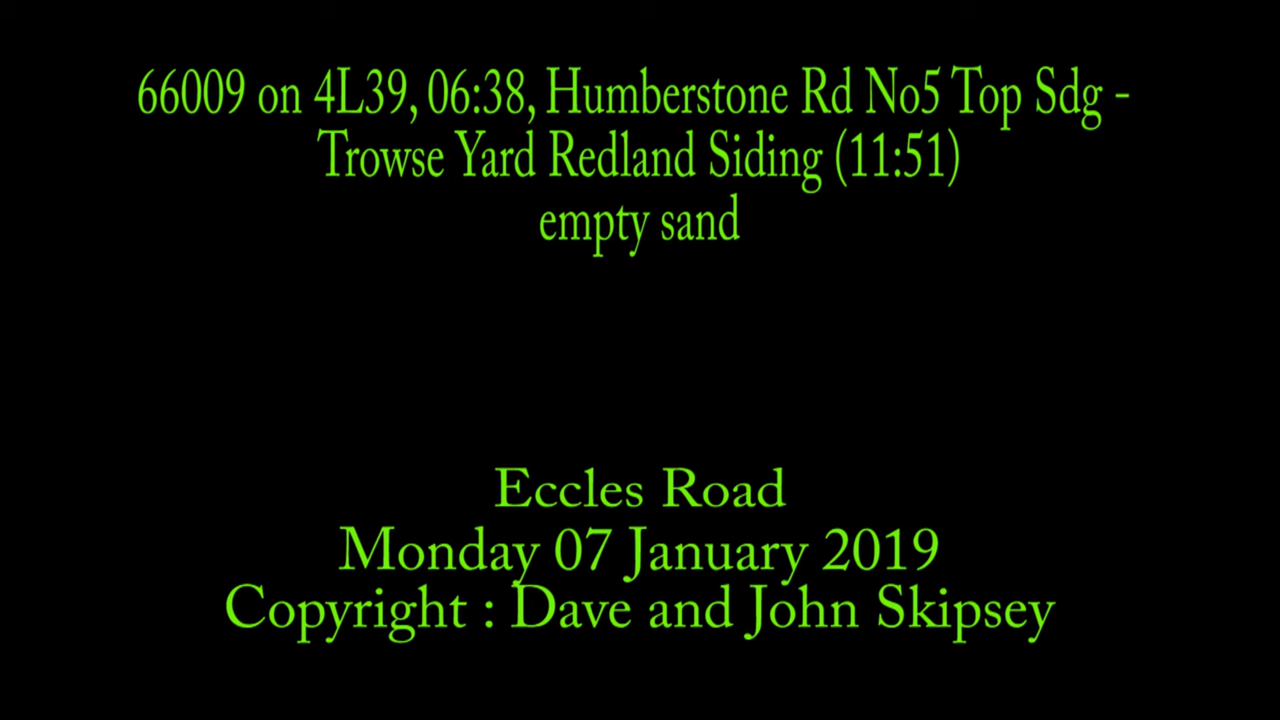 66009 on 4L39, 06:38, Humberstone Rd No5 Top Sdg -
Trowse Yard Redland Siding (11:51)
empty sand
Eccles Road
Monday 07 January 2019
Copyright : Dave and John Skipsey